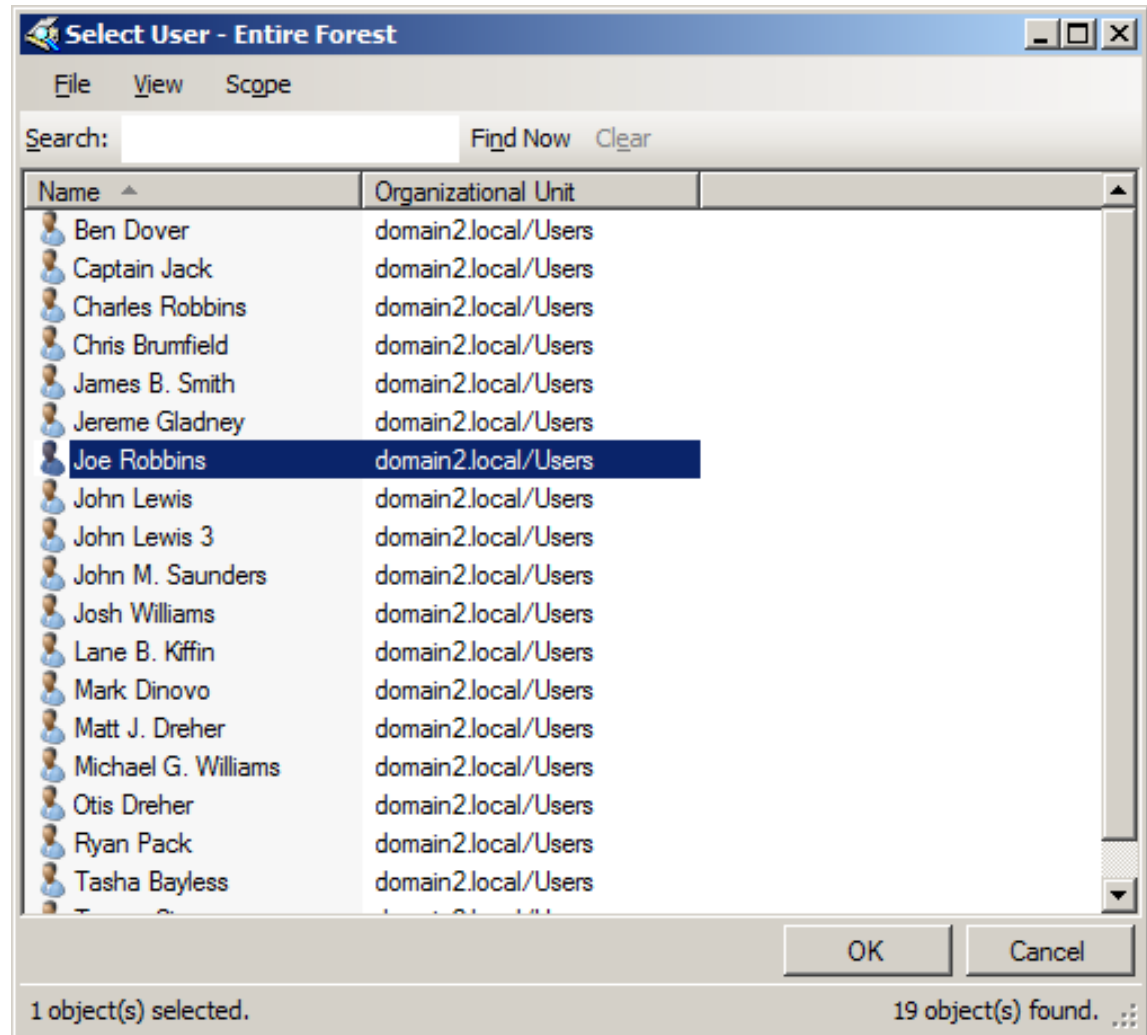 Select User - Entire Forest
File View Scope
Search: Find Now Clear
Name Organizational Unit
Ben Dover domain2.local/Users
Captain Jack domain2.local/Users
Charles Robbins domain2.local/Users
Chris Brumfield domain2.local/Users
James B. Smith domain2.local/Users
Jereme Gladney domain2.local/Users
Joe Robbins domain2.local/Users
John Lewis domain2.local/Users
John Lewis 3 domain2.local/Users
John M. Saunders domain2.local/Users
Josh Williams domain2.local/Users
Lane B. Kiffin domain2.local/Users
Mark Dinovo domain2.local/Users
Matt J. Dreher domain2.local/Users
Michael G. Williams domain2.local/Users
Otis Dreher domain2.local/Users
Ryan Pack domain2.local/Users
Tasha Bayless domain2.local/Users
OK Cancel
1 object(s) selected. 19 object(s) found.